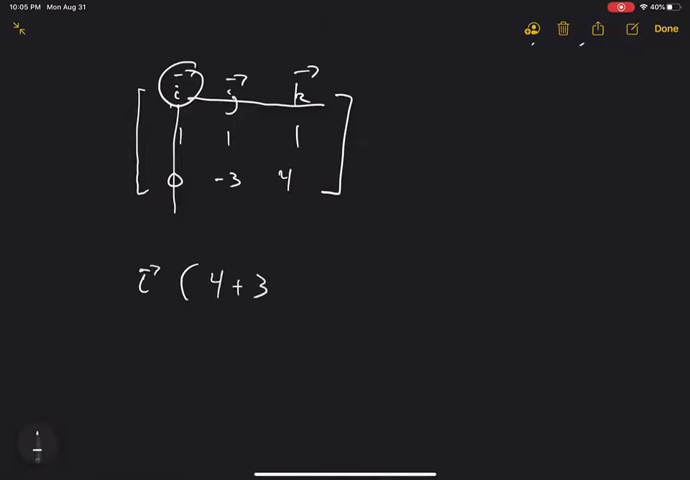 10:05 PM Mon Aug 31
40%
Done
i j k
1 1 1
0 -3 4
i ( 4 + 3